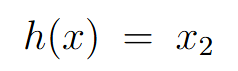 h(x) = x₂